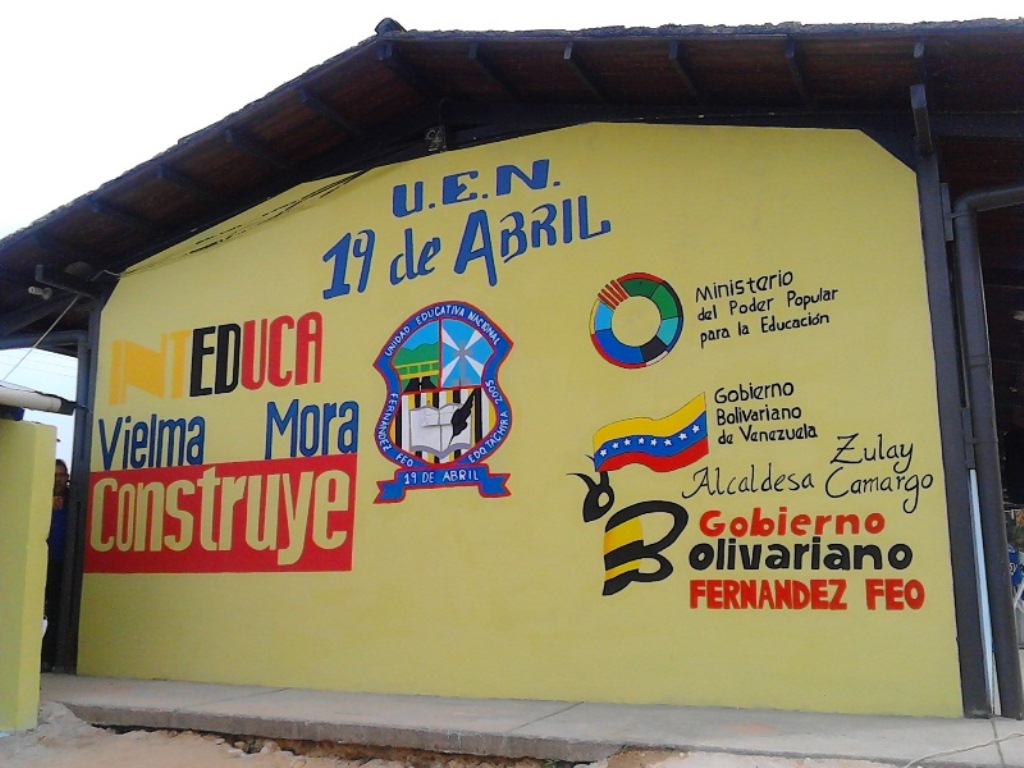 U.E.N.
19 de ABRIL
INTEDUCA
Vielma Mora
Construye
UNIDAD EDUCATIVA NACIONAL
FERNANDEZ FEO EDO. TACHIRA 2005
19 DE ABRIL
Ministerio
del Poder Popular
para la Educación
Gobierno
Bolivariano
de Venezuela
Alcaldesa Zulay
Camargo
Gobierno
Bolivariano
FERNANDEZ FEO